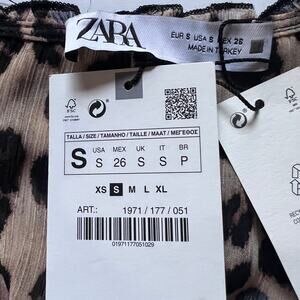 ZARA
EUR S USA S MEX 26
MADE IN TURKEY
FSC
TALLA / SIZE / TAMANHO / TAILLE / MAAT / ΜΕΓΕΘΟΣ
S
USA MEX UK IT BR
S 26 S S P
XS S M L XL
ART.: 1971 / 177 / 051
01971177051029